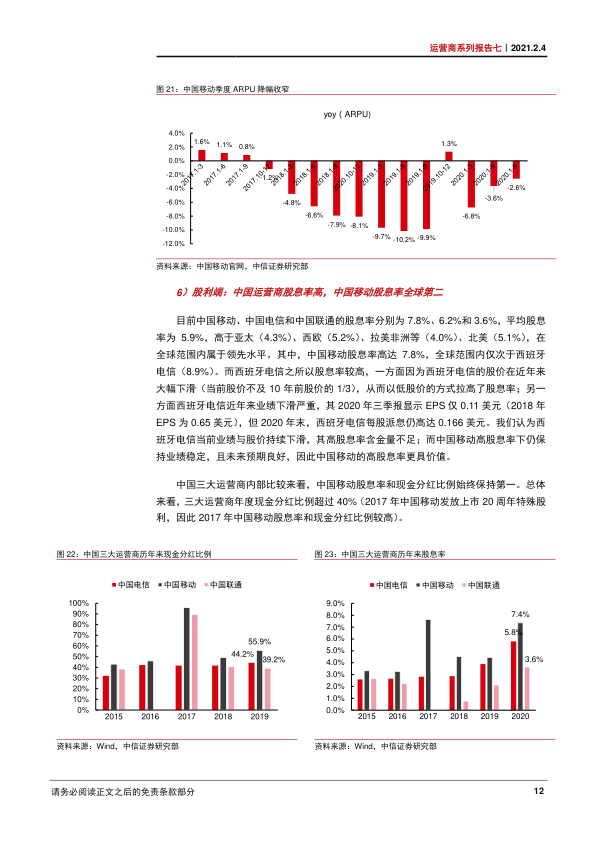 运营商系列报告七｜2021.2.4
图 21：中国移动季度 ARPU 降幅收窄
yoy（ARPU）
4.0%
2.0%
0.0%
-2.0%
-4.0%
-6.0%
-8.0%
-10.0%
-12.0%
1.6%
1.1%
0.8%
-1.2%
-4.8%
-6.6%
-7.9%
-8.1%
-9.7%
-10.2%
-9.9%
1.3%
-6.8%
-3.6%
-2.6%
2017.1-3
2017.1-6
2017.1-9
2017.10-12
2018.1-3
2018.1-6
2018.1-9
2020.10-12
2019.1-3
2019.1-6
2019.1-9
2019.10-12
2020.1-3
2020.1-6
2020.1-9
资料来源：中国移动官网，中信证券研究部
6）股利端：中国运营商股息率高，中国移动股息率全球第二
目前中国移动、中国电信和中国联通的股息率分别为 7.8%、6.2%和 3.6%，平均股息
率为 5.9%，高于亚太（4.3%）、西欧（5.2%）、拉美非洲等（4.0%）、北美（5.1%），在
全球范围内属于领先水平。其中，中国移动股息率高达 7.8%，全球范围内仅次于西班牙
电信（8.9%）。而西班牙电信之所以股息率较高，一方面因为西班牙电信的股价在近年来
大幅下滑（当前股价不及 10 年前股价的 1/3），从而以低股价的方式拉高了股息率；另一
方面西班牙电信近年来业绩下滑严重，其 2020 年三季报显示 EPS 仅 0.11 美元（2018 年
EPS 为 0.65 美元），但 2020 年末，西班牙电信每股派息仍高达 0.166 美元。我们认为西
班牙电信当前业绩与股价持续下滑，其高股息率含金量不足；而中国移动高股息率下仍保
持业绩稳定，且未来预期良好，因此中国移动的高股息率更具价值。
中国三大运营商内部比较来看，中国移动股息率和现金分红比例始终保持第一。总体
来看，三大运营商年度现金分红比例超过 40%（2017 年中国移动发放上市 20 周年特殊股
利，因此 2017 年中国移动股息率和现金分红比例较高）。
图 22：中国三大运营商历年来现金分红比例
中国电信 中国移动 中国联通
100%
90%
80%
70%
60%
50%
40%
30%
20%
10%
0%
44.2%
55.9%
39.2%
2015 2016 2017 2018 2019
资料来源：Wind，中信证券研究部
图 23：中国三大运营商历年来股息率
中国电信 中国移动 中国联通
9.0%
8.0%
7.0%
6.0%
5.0%
4.0%
3.0%
2.0%
1.0%
0.0%
5.8%
7.4%
3.6%
2015 2016 2017 2018 2019 2020
资料来源：Wind，中信证券研究部
请务必阅读正文之后的免责条款部分
12